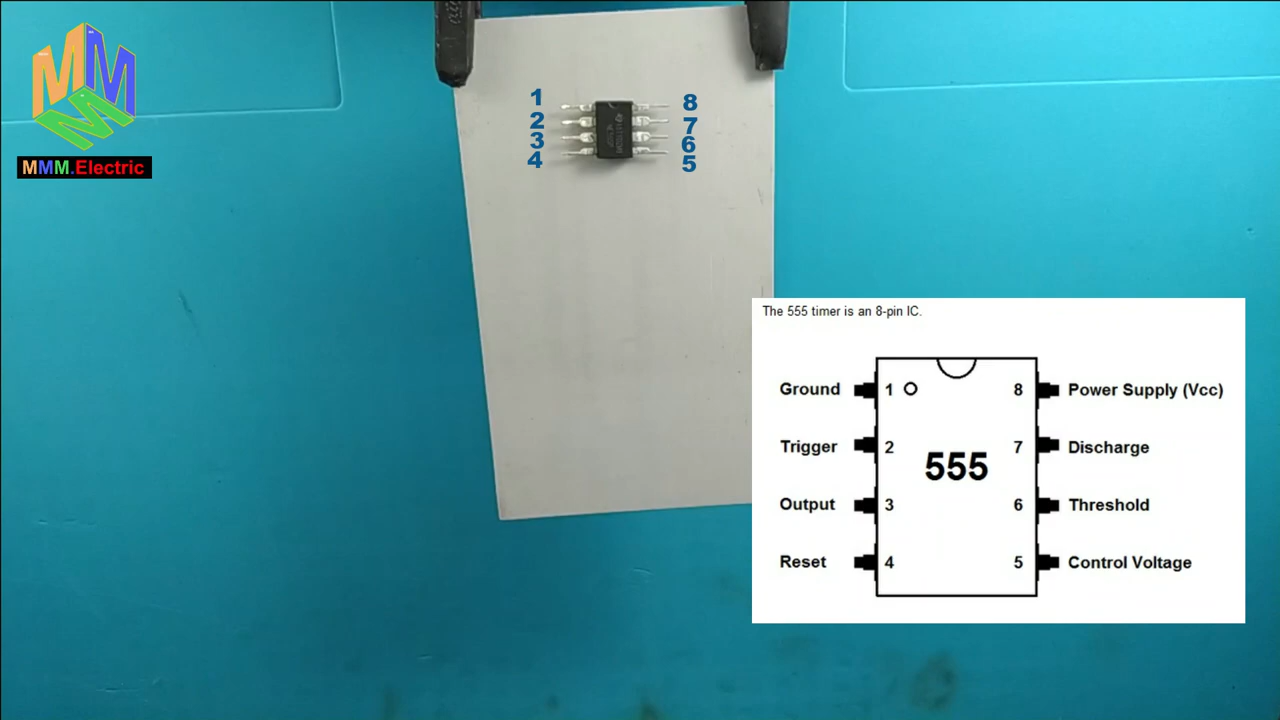 MMM
MMM.Electric
1
2
3
4
8
7
6
5
The 555 timer is an 8-pin IC.
Ground
1
8
Power Supply (Vcc)
Trigger
2
7
Discharge
555
Output
3
6
Threshold
Reset
4
5
Control Voltage